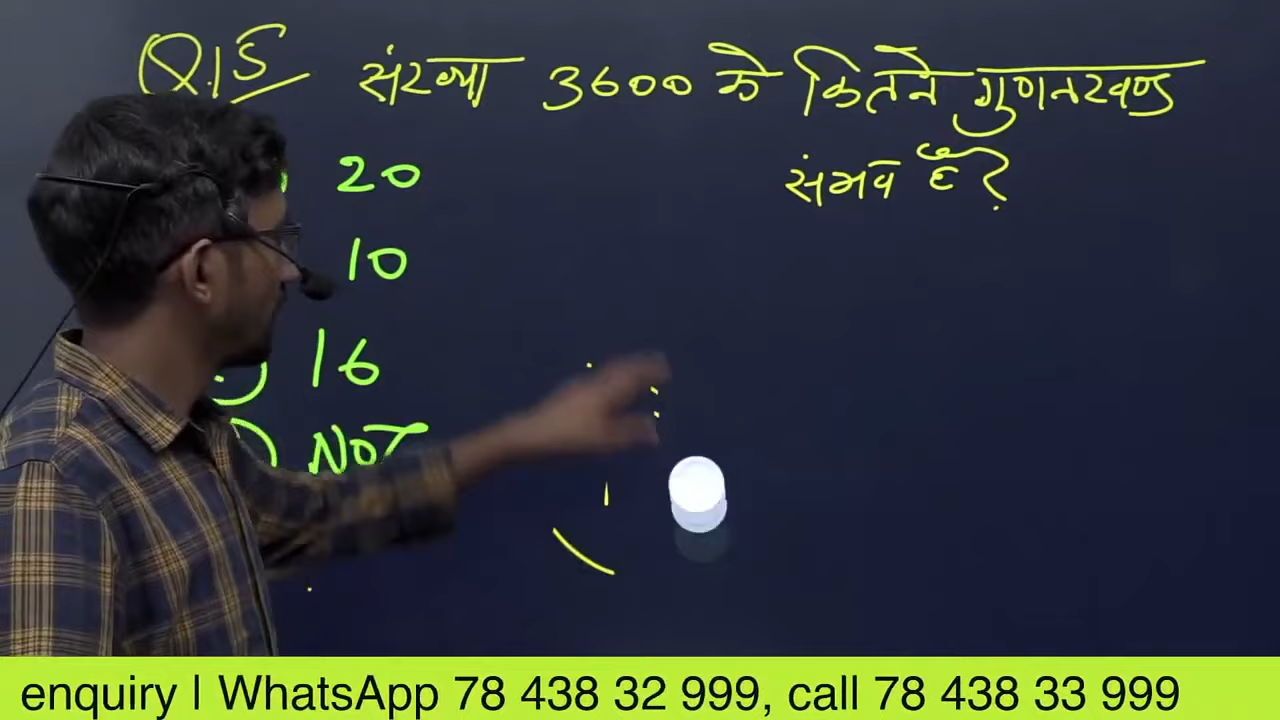 Q.15 संख्या 3600 के कितने गुणनखण्ड
संभव है?
20
10
16
NOT
enquiry | WhatsApp 78 438 32 999, call 78 438 33 999